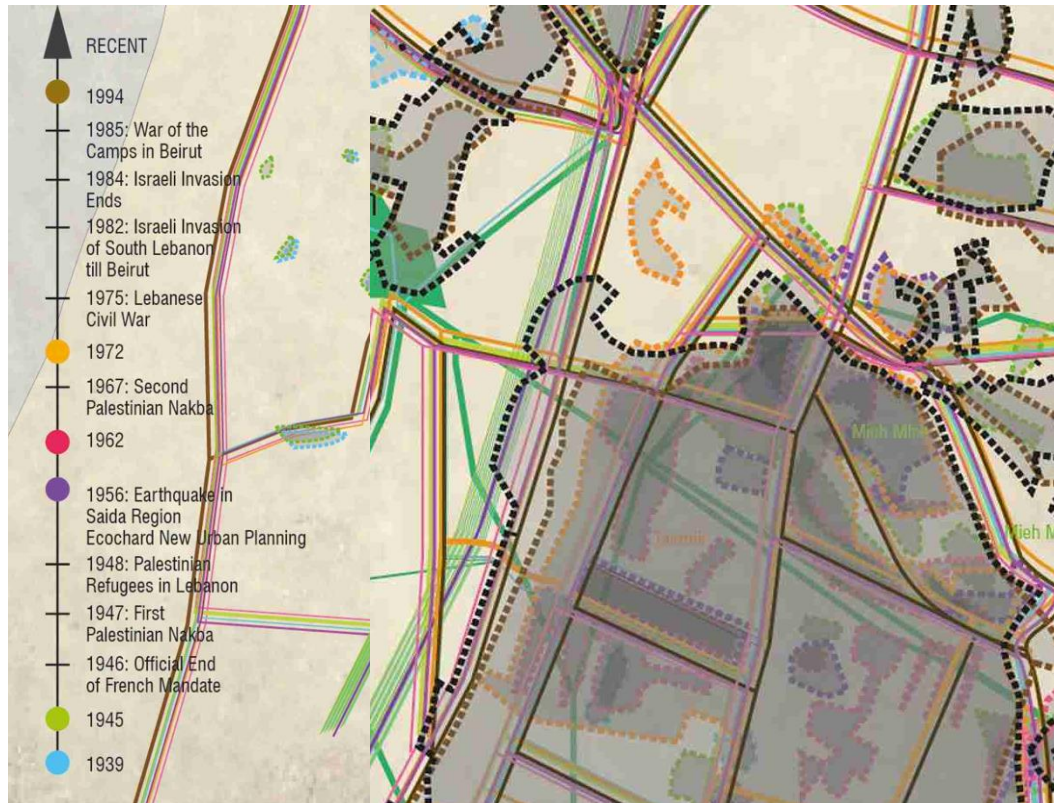 RECENT
1994
1985: War of the
Camps in Beirut
1984: Israeli Invasion
Ends
1982: Israeli Invasion
of South Lebanon
till Beirut
1975: Lebanese
Civil War
1972
1967: Second
Palestinian Nakba
1962
1956: Earthquake in
Saida Region
Ecochard New Urban Planning
1948: Palestinian
Refugees in Lebanon
1947: First
Palestinian Nakba
1946: Official End
of French Mandate
1945
1939
Mieh Mieh
Mieh M